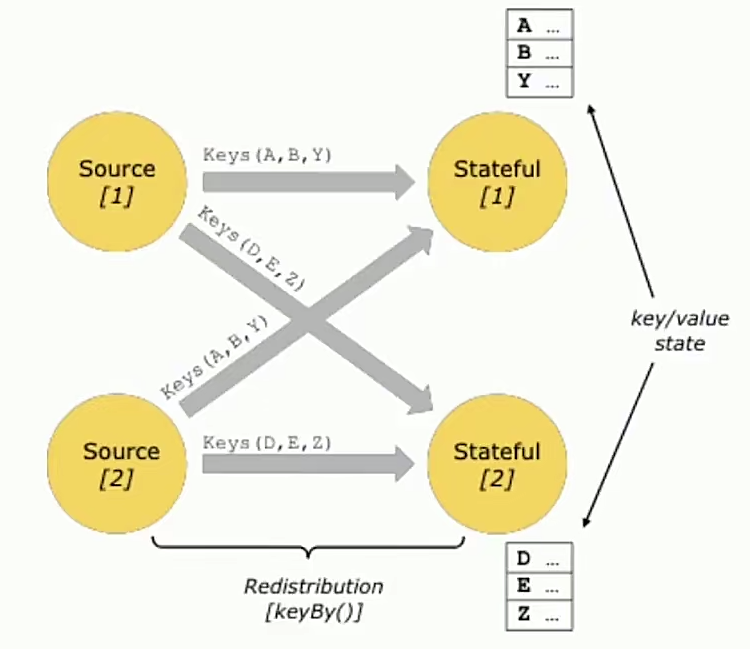 A ...
B ...
Y ...
Source
[1]
Keys(A,B,Y)
Stateful
[1]
Keys(D,E,Z)
key/value
state
Keys(A,B,Y)
Source
[2]
Keys(D,E,Z)
Stateful
[2]
Redistribution
[keyBy()]
D ...
E ...
Z ...